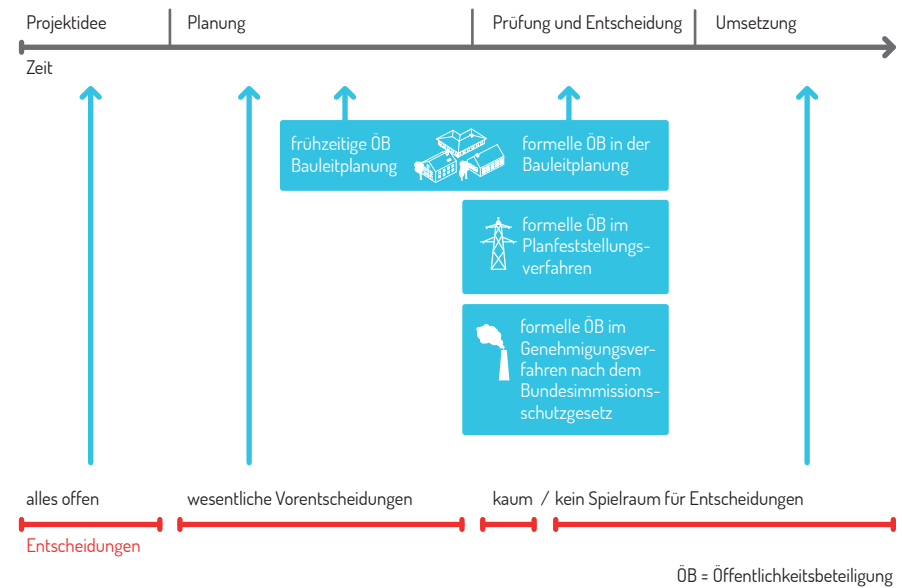 Projektidee
Planung
Prüfung und Entscheidung
Umsetzung
Zeit
frühzeitige ÖB
Bauleitplanung
formelle ÖB in der
Bauleitplanung
formelle ÖB im
Planfeststellungs-
verfahren
formelle ÖB im
Genehmigungsver-
fahren nach dem
Bundesimmissions-
schutzgesetz
alles offen
wesentliche Vorentscheidungen
kaum / kein Spielraum für Entscheidungen
Entscheidungen
ÖB = Öffentlichkeitsbeteiligung